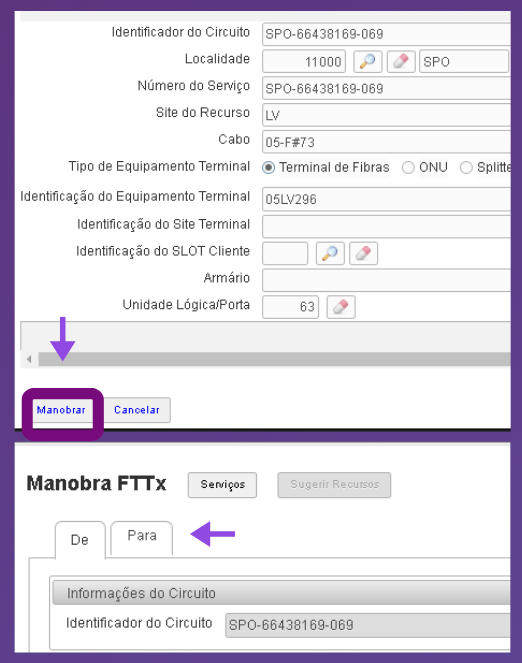 Identificador do Circuito SPO-66438169-069
Localidade 11000 SPO
Número do Serviço SPO-66438169-069
Site do Recurso LV
Cabo 05-F#73
Tipo de Equipamento Terminal Terminal de Fibras ONU Splitte
Identificação do Equipamento Terminal 05LV296
Identificação do Site Terminal
Identificação do SLOT Cliente
Armário
Unidade Lógica/Porta 63
Manobrar Cancelar
Manobra FTTx Serviços Sugerir Recursos
De Para
Informações do Circuito
Identificador do Circuito SPO-66438169-069